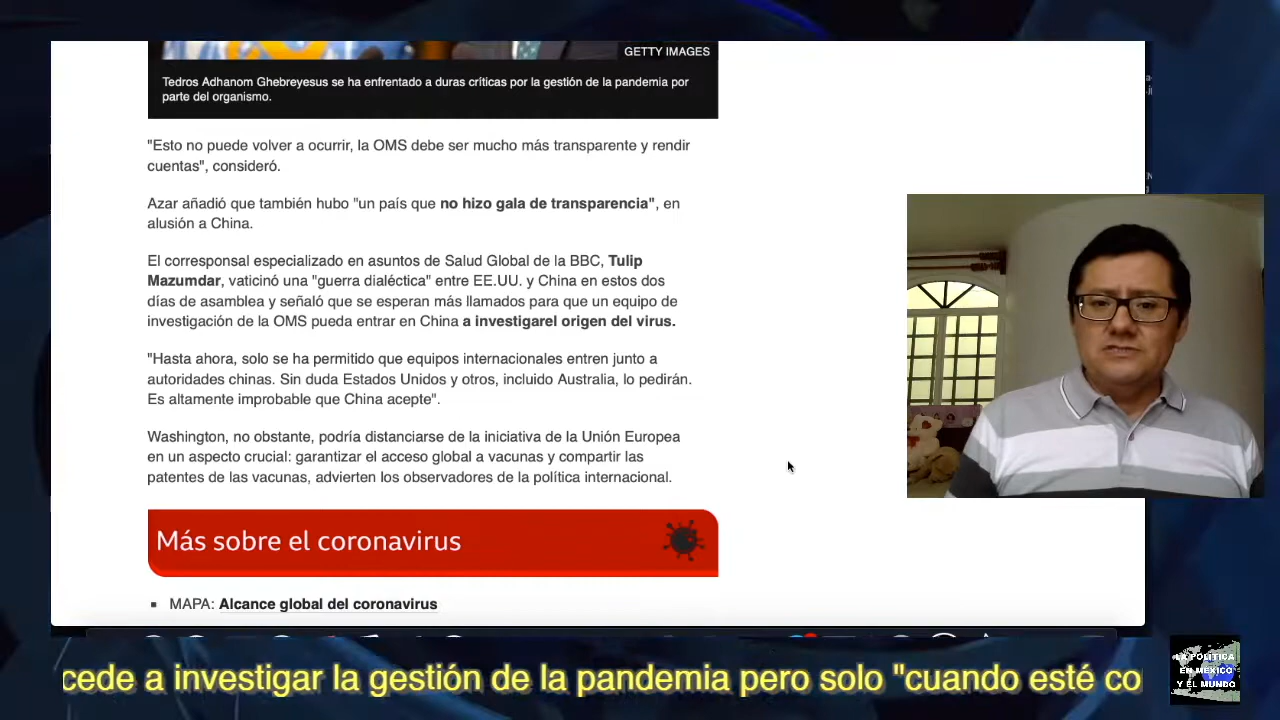 GETTY IMAGES
Tedros Adhanom Ghebreyesus se ha enfrentado a duras críticas por la gestión de la pandemia por
parte del organismo.
"Esto no puede volver a ocurrir, la OMS debe ser mucho más transparente y rendir
cuentas", consideró.
Azar añadió que también hubo "un país que no hizo gala de transparencia", en
alusión a China.
El corresponsal especializado en asuntos de Salud Global de la BBC, Tulip
Mazumdar, vaticinó una "guerra dialéctica" entre EE.UU. y China en estos dos
días de asamblea y señaló que se esperan más llamados para que un equipo de
investigación de la OMS pueda entrar en China a investigarel origen del virus.
"Hasta ahora, solo se ha permitido que equipos internacionales entren junto a
autoridades chinas. Sin duda Estados Unidos y otros, incluido Australia, lo pedirán.
Es altamente improbable que China acepte".
Washington, no obstante, podría distanciarse de la iniciativa de la Unión Europea
en un aspecto crucial: garantizar el acceso global a vacunas y compartir las
patentes de las vacunas, advierten los observadores de la política internacional.
Más sobre el coronavirus
MAPA: Alcance global del coronavirus
cede a investigar la gestión de la pandemia pero solo "cuando esté co
LA POLITICA
EN MEXICO
Y EL MUNDO